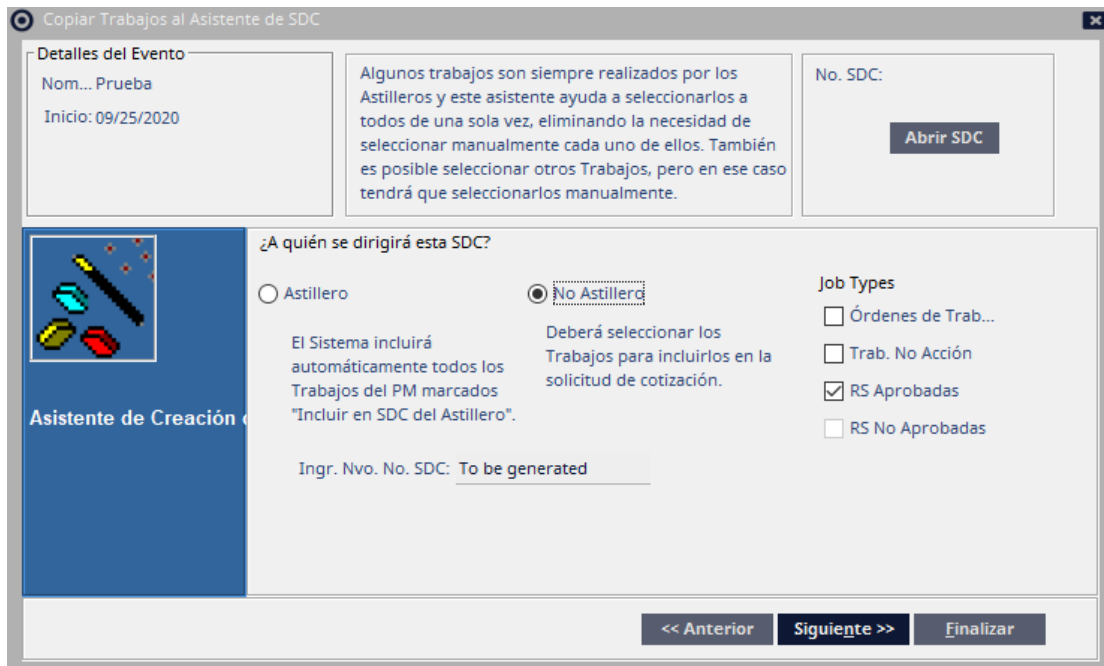 Copiar Trabajos al Asistente de SDC
Detalles del Evento
Nom... Prueba
Inicio: 09/25/2020
Algunos trabajos son siempre realizados por los
Astilleros y este asistente ayuda a seleccionarlos a
todos de una sola vez, eliminando la necesidad de
seleccionar manualmente cada uno de ellos. También
es posible seleccionar otros Trabajos, pero en ese caso
tendrá que seleccionarlos manualmente.
No. SDC:
Abrir SDC
Asistente de Creación
¿A quién se dirigirá esta SDC?
Astillero
El Sistema incluirá
automáticamente todos los
Trabajos del PM marcados
"Incluir en SDC del Astillero".
No Astillero
Deberá seleccionar los
Trabajos para incluirlos en la
solicitud de cotización.
Ingr. Nvo. No. SDC: To be generated
Job Types
Órdenes de Trab...
Trab. No Acción
RS Aprobadas
RS No Aprobadas
<< Anterior
Siguiente >>
Finalizar